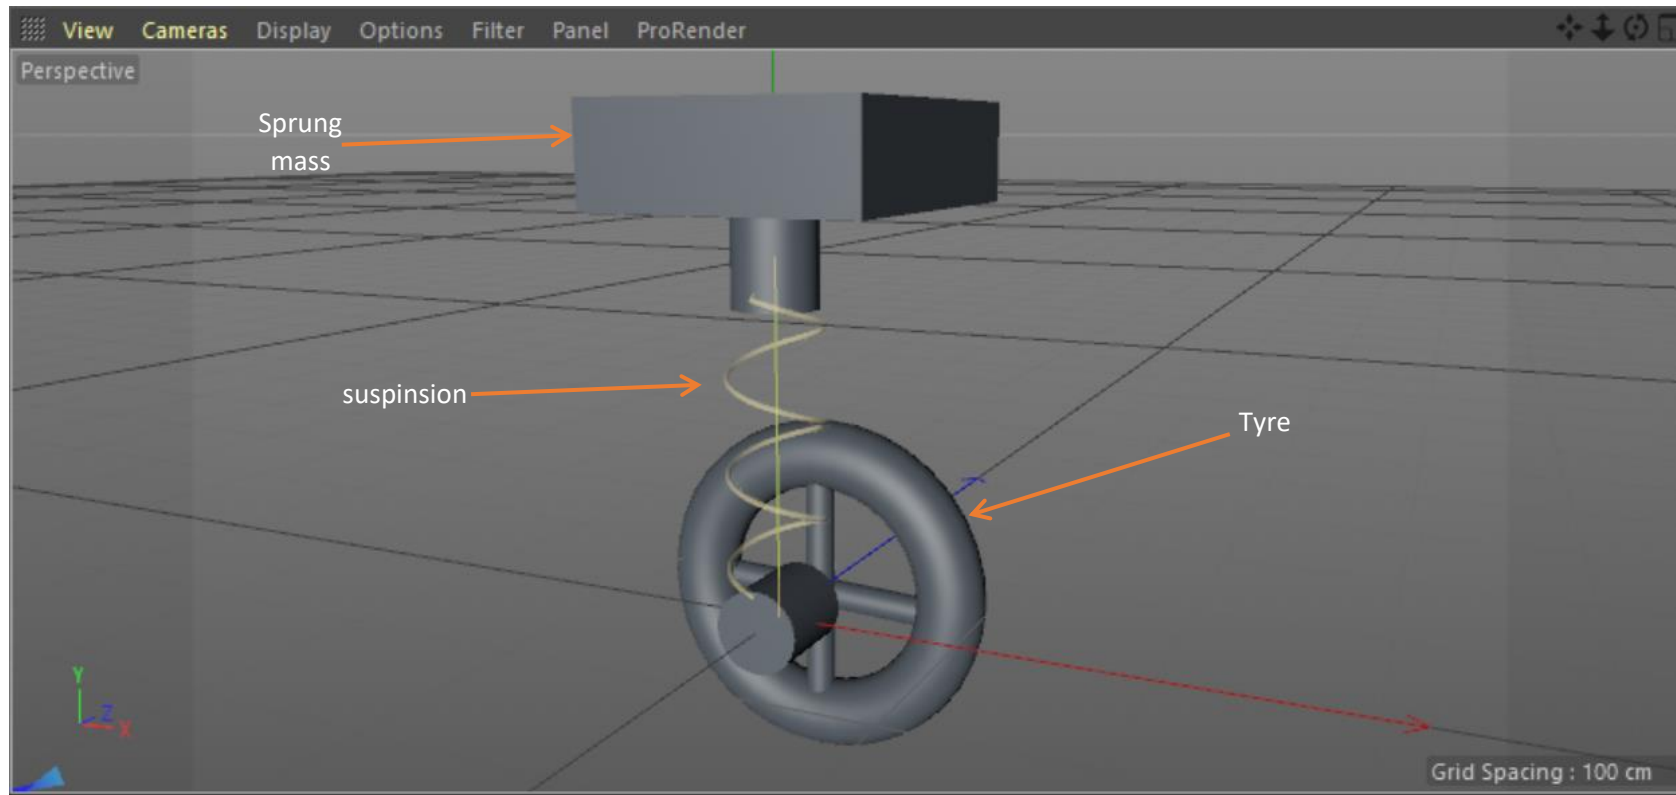 View Cameras Display Options Filter Panel ProRender
Perspective
Sprung
mass
suspinsion
Tyre
Y
Z
X
Grid Spacing : 100 cm